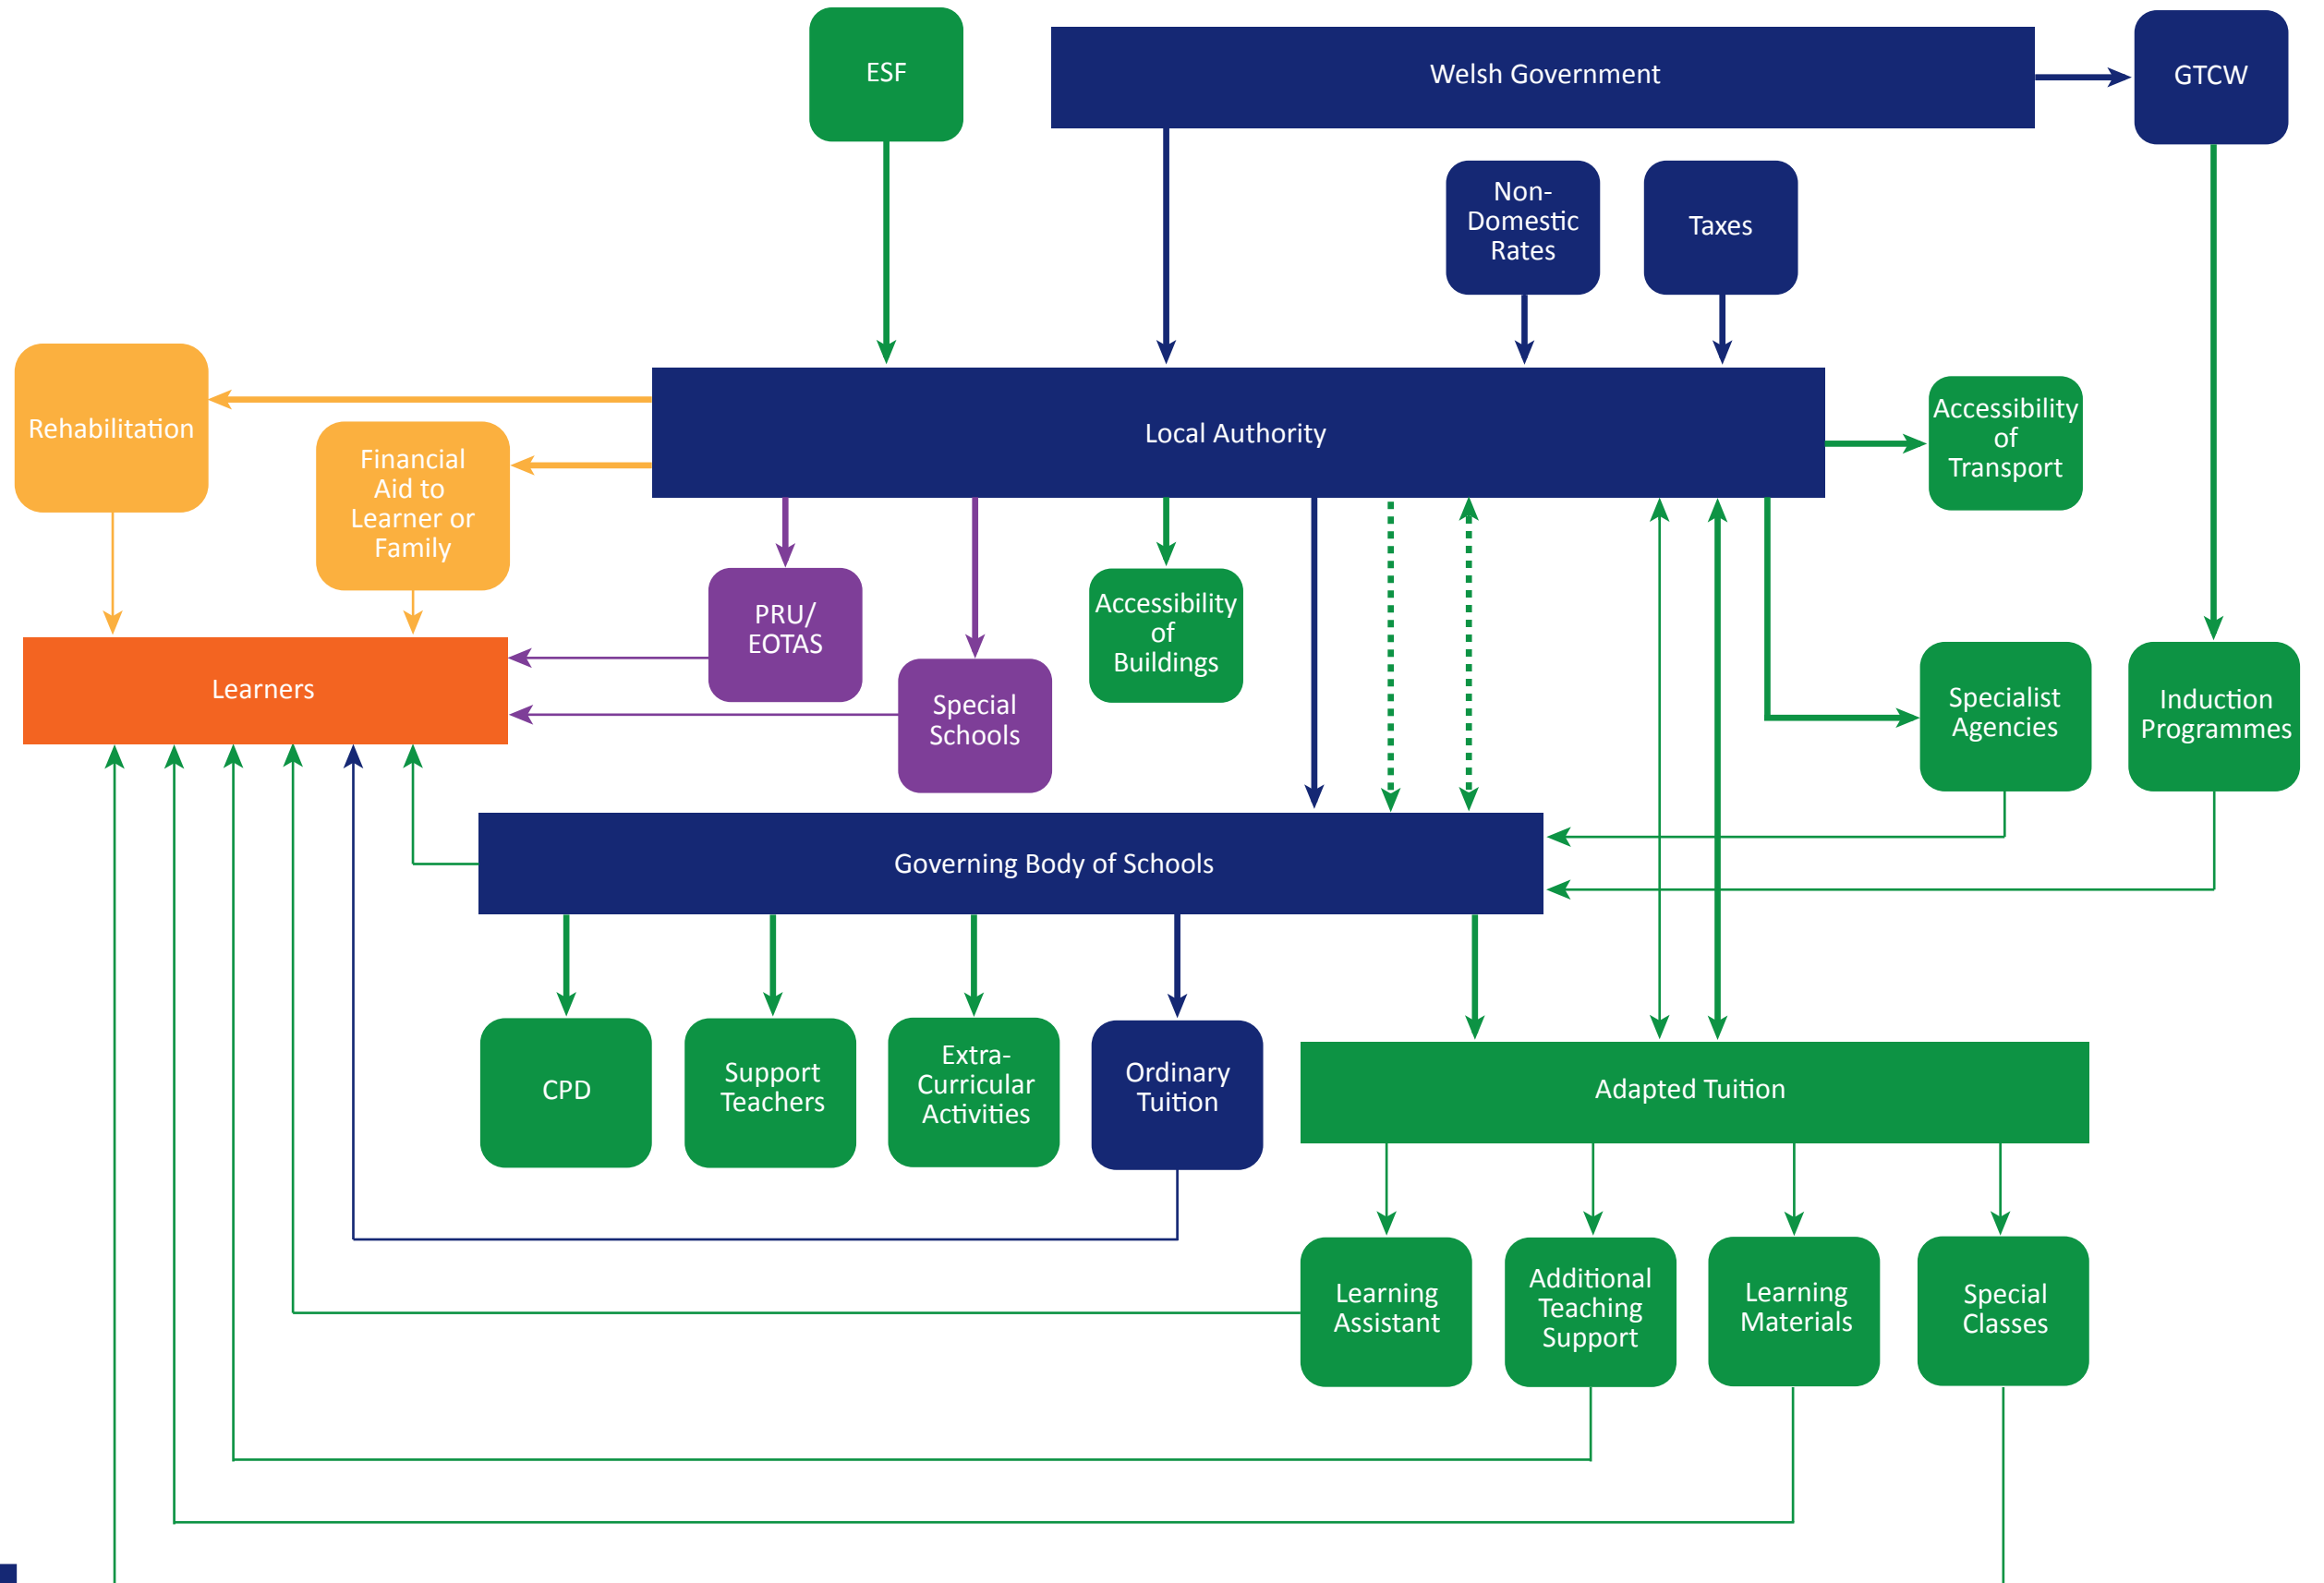 ESF
Welsh Government
GTCW
Non-
Domestic
Rates
Taxes
Rehabilitation
Financial
Aid to
Learner or
Family
Local Authority
Accessibility
of
Transport
PRU/
EOTAS
Accessibility
of
Buildings
Learners
Special
Schools
Specialist
Agencies
Induction
Programmes
Governing Body of Schools
CPD
Support
Teachers
Extra-
Curricular
Activities
Ordinary
Tuition
Adapted Tuition
Learning
Assistant
Additional
Teaching
Support
Learning
Materials
Special
Classes